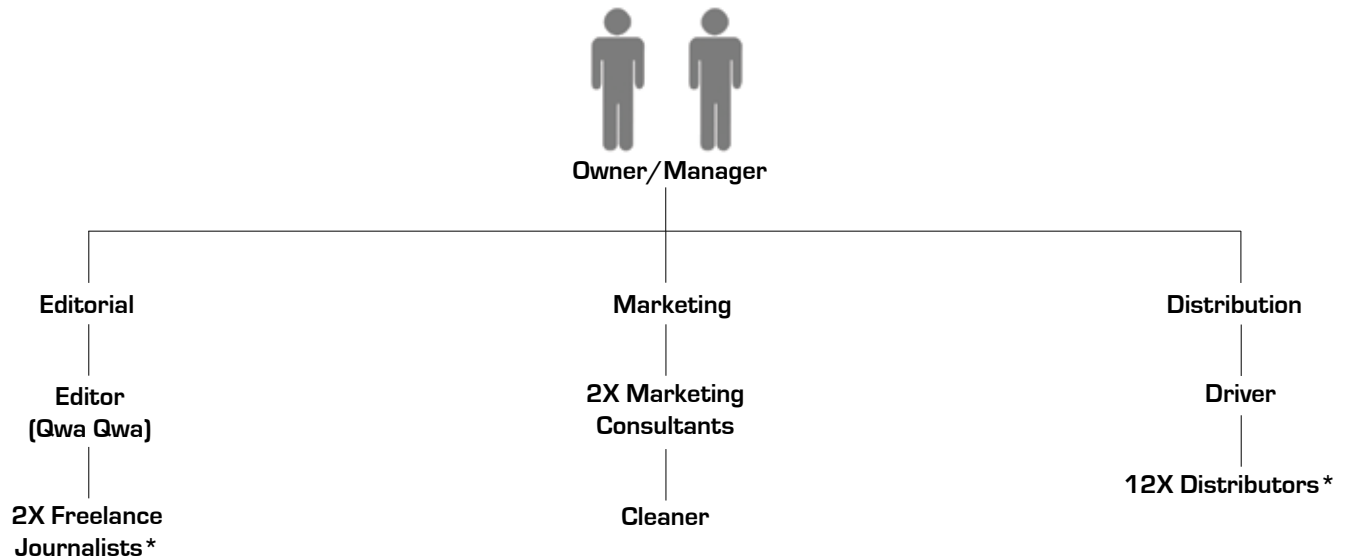 Owner/Manager
Editorial
Marketing
Distribution
Editor
(Qwa Qwa)
2X Marketing
Consultants
Driver
2X Freelance
Journalists*
Cleaner
12X Distributors*